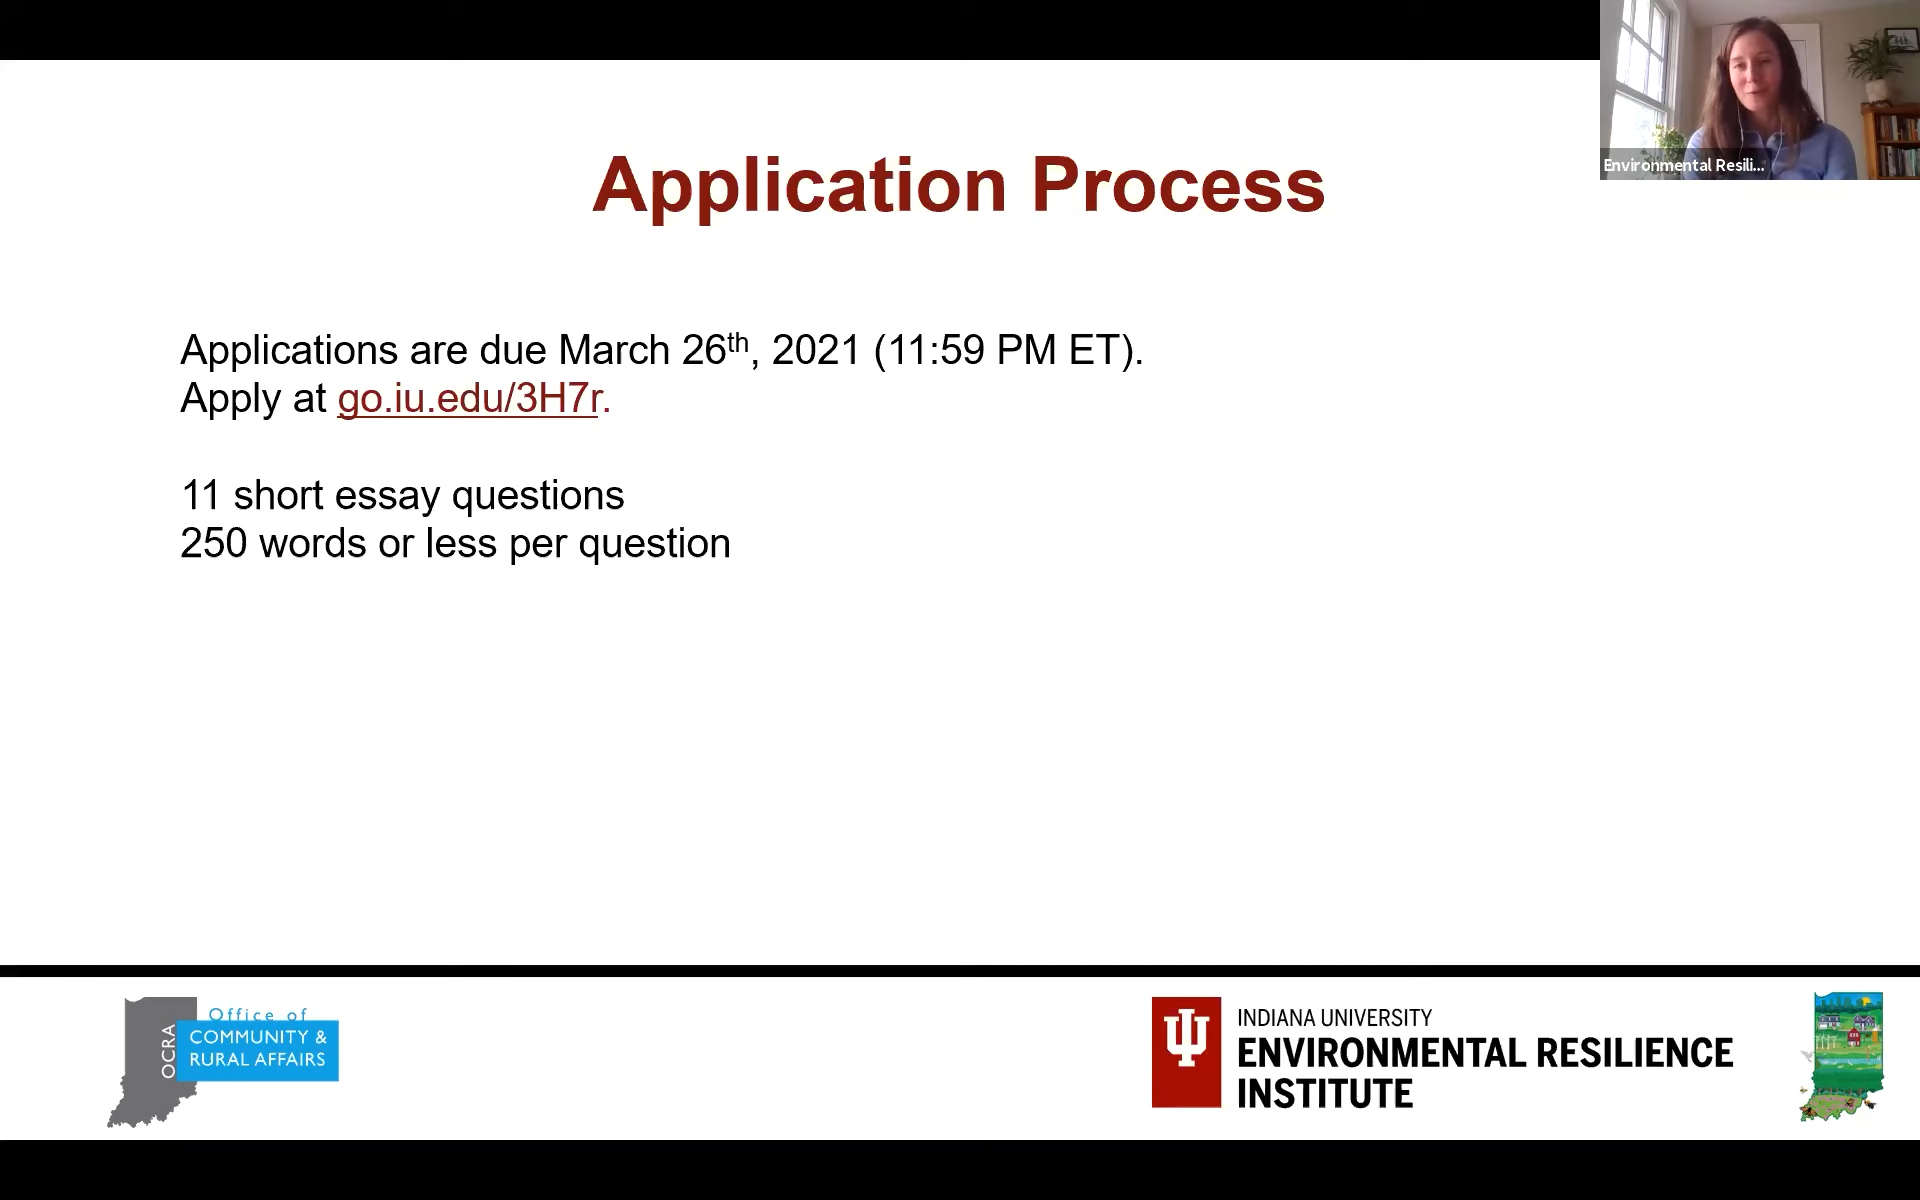 Environmental Resili...
Application Process
Applications are due March 26th, 2021 (11:59 PM ET).
Apply at go.iu.edu/3H7r.
11 short essay questions
250 words or less per question
OCRA
Office of
COMMUNITY &
RURAL AFFAIRS
INDIANA UNIVERSITY
ENVIRONMENTAL RESILIENCE
INSTITUTE